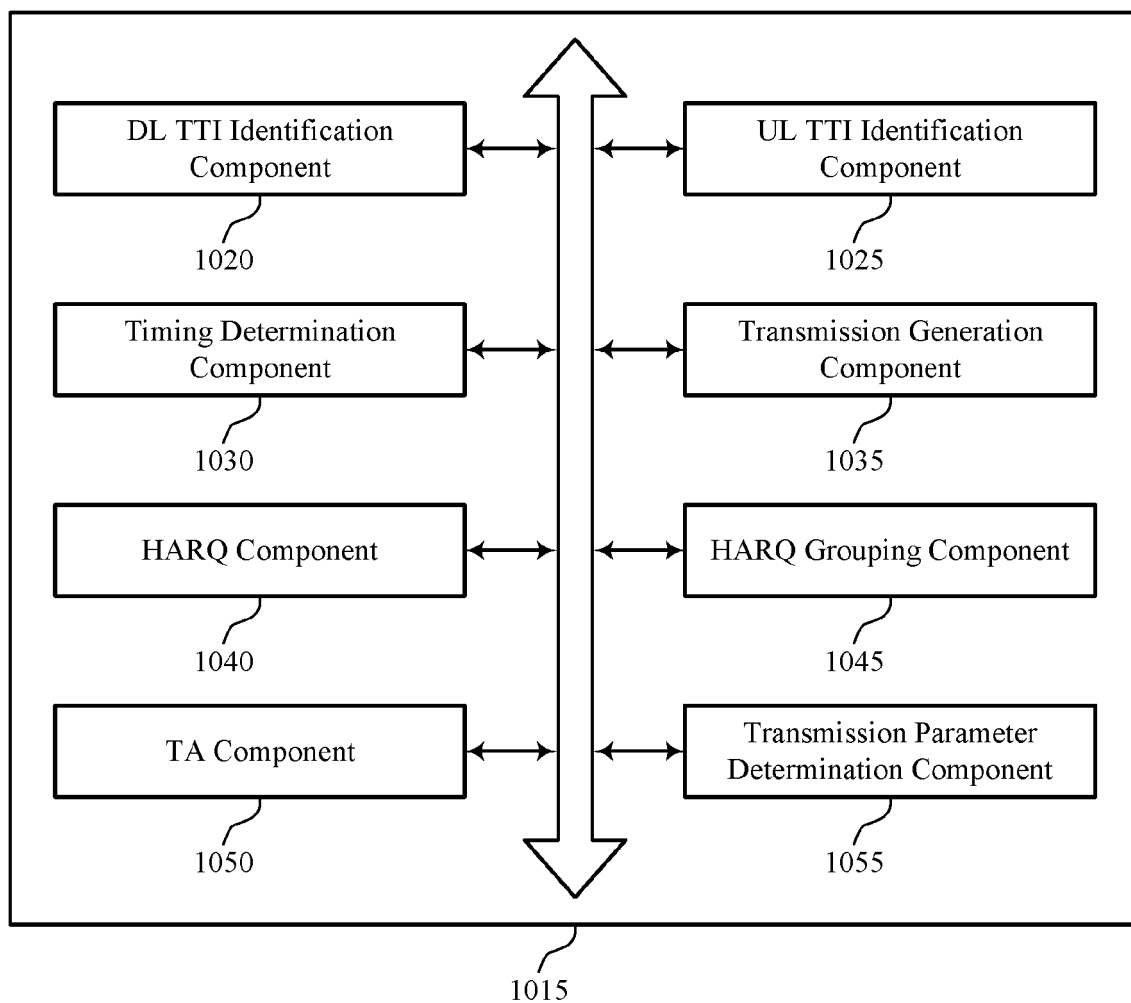 DL TTI Identification
Component
1020
UL TTI Identification
Component
1025
Timing Determination
Component
1030
Transmission Generation
Component
1035
HARQ Component
1040
HARQ Grouping Component
1045
TA Component
1050
Transmission Parameter
Determination Component
1055
1015